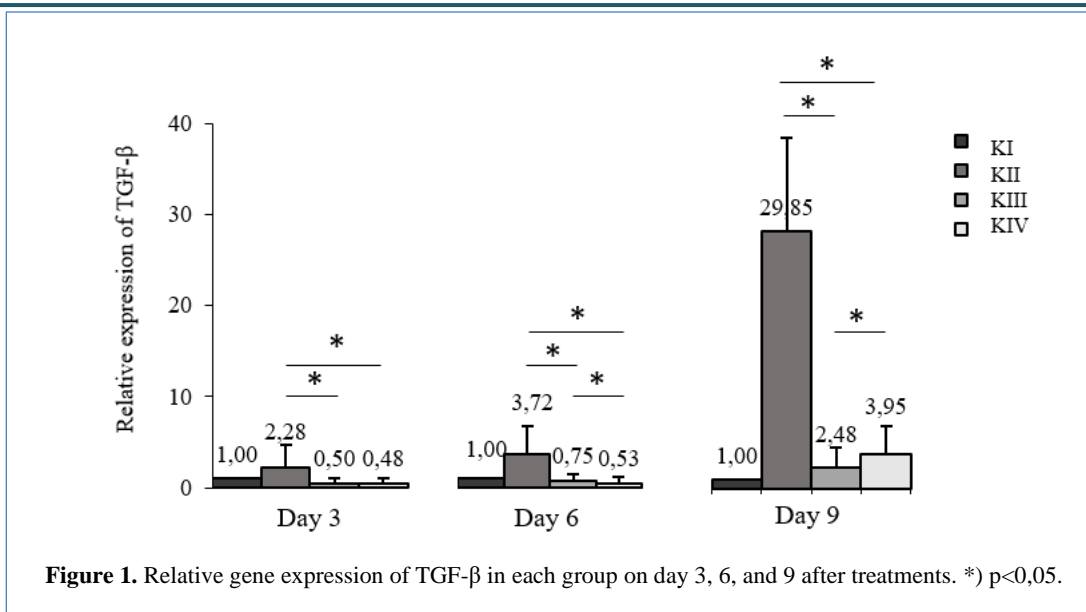 *
*
40
Relative expression of TGF-β
30
20
10
0
KI
KII
KIII
KIV
29,85
*
*
*
*
*
*
1,00
2,28
0,50
0,48
1,00
3,72
0,75
0,53
1,00
2,48
3,95
Day 3
Day 6
Day 9
Figure 1. Relative gene expression of TGF-β in each group on day 3, 6, and 9 after treatments. *) p<0,05.